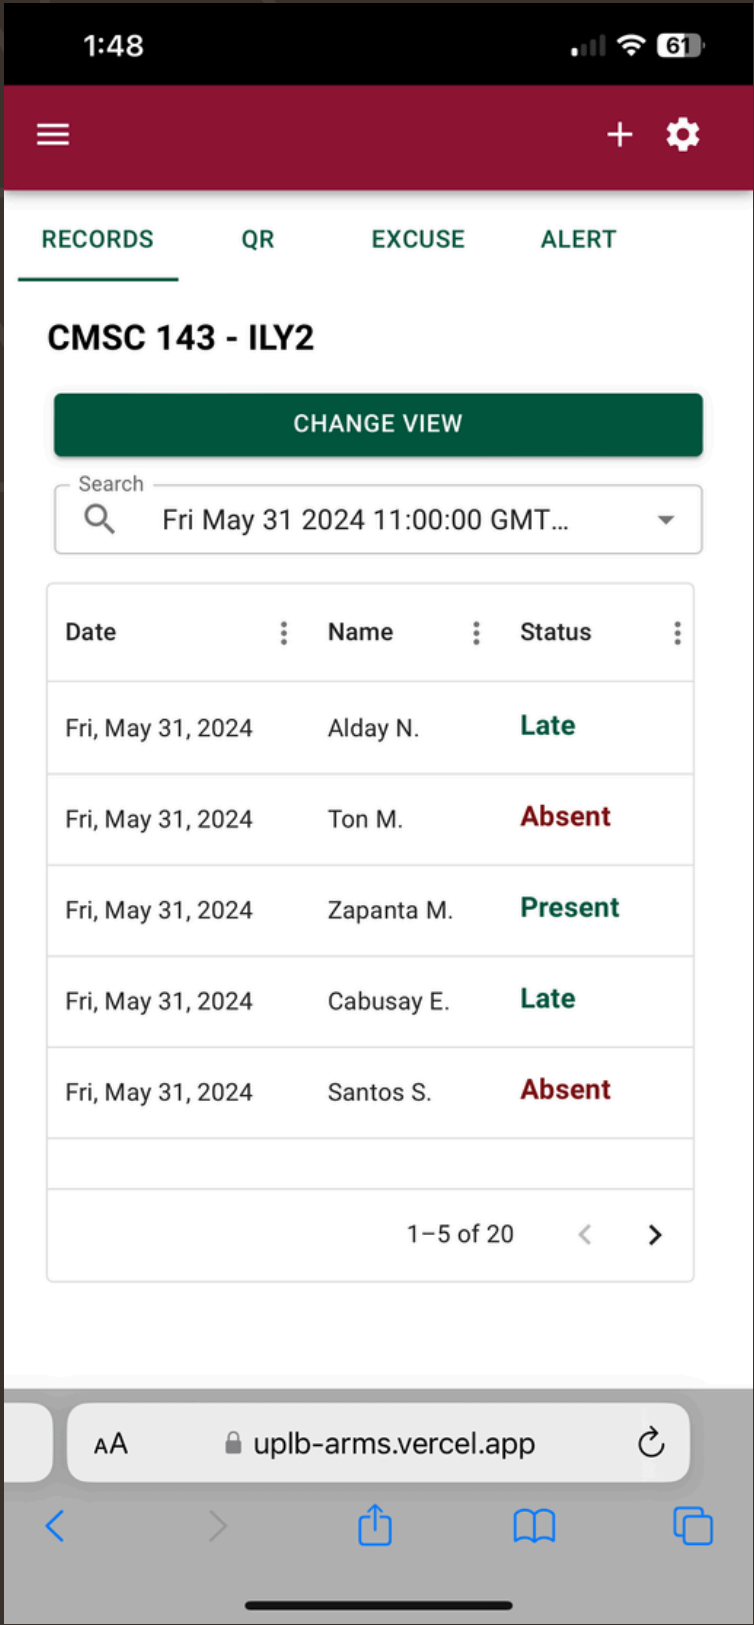 1:48 61
RECORDS QR EXCUSE ALERT
CMSC 143 - ILY2
CHANGE VIEW
Search
Fri May 31 2024 11:00:00 GMT...
Date Name Status
Fri, May 31, 2024 Alday N. Late
Fri, May 31, 2024 Ton M. Absent
Fri, May 31, 2024 Zapanta M. Present
Fri, May 31, 2024 Cabusay E. Late
Fri, May 31, 2024 Santos S. Absent
1–5 of 20
AA uplb-arms.vercel.app